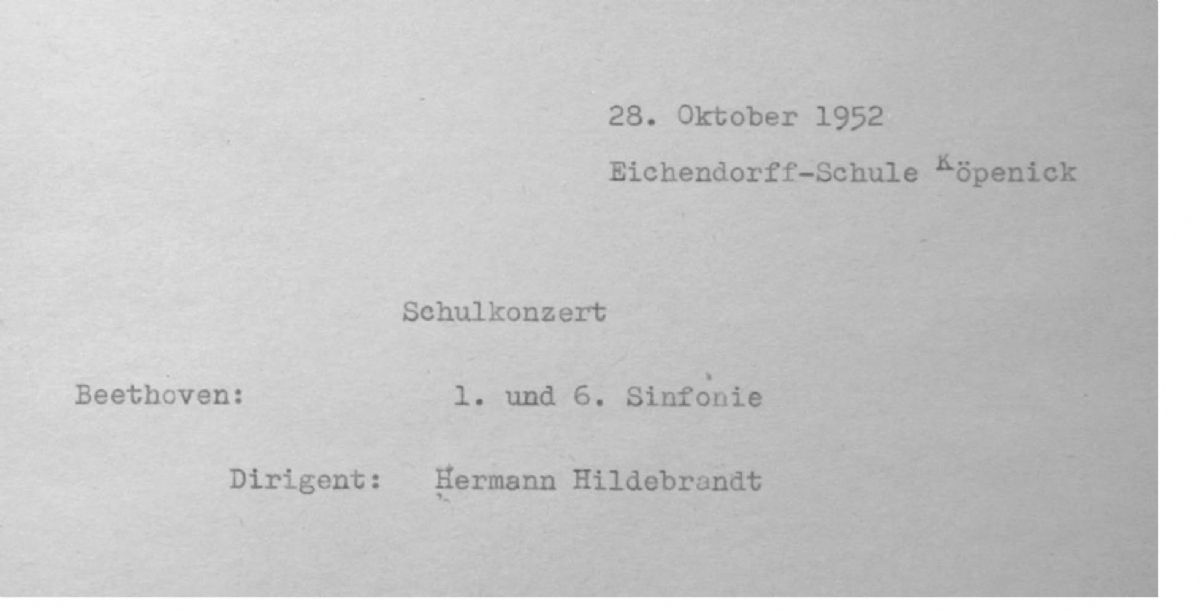 28. Oktober 1952
Eichendorff-Schule Köpenick
Schulkonzert
Beethoven: 1. und 6. Sinfonie
Dirigent: Hermann Hildebrandt